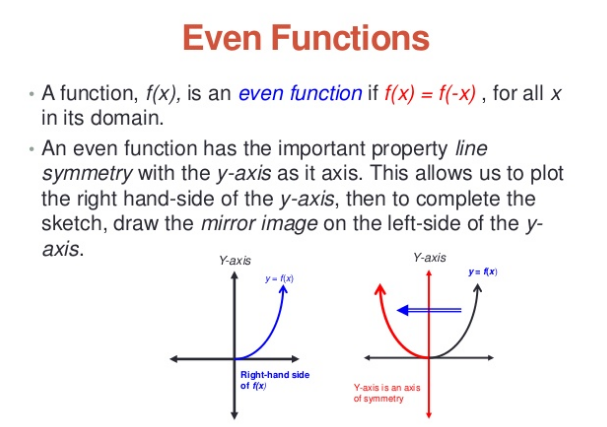 Even Functions
• A function, f(x), is an even function if f(x) = f(-x) , for all x
in its domain.
• An even function has the important property line
symmetry with the y-axis as it axis. This allows us to plot
the right hand-side of the y-axis, then to complete the
sketch, draw the mirror image on the left-side of the y-
axis.
Y-axis
y = f(x)
Right-hand side
of f(x)
Y-axis
y = f(x)
Y-axis is an axis
of symmetry